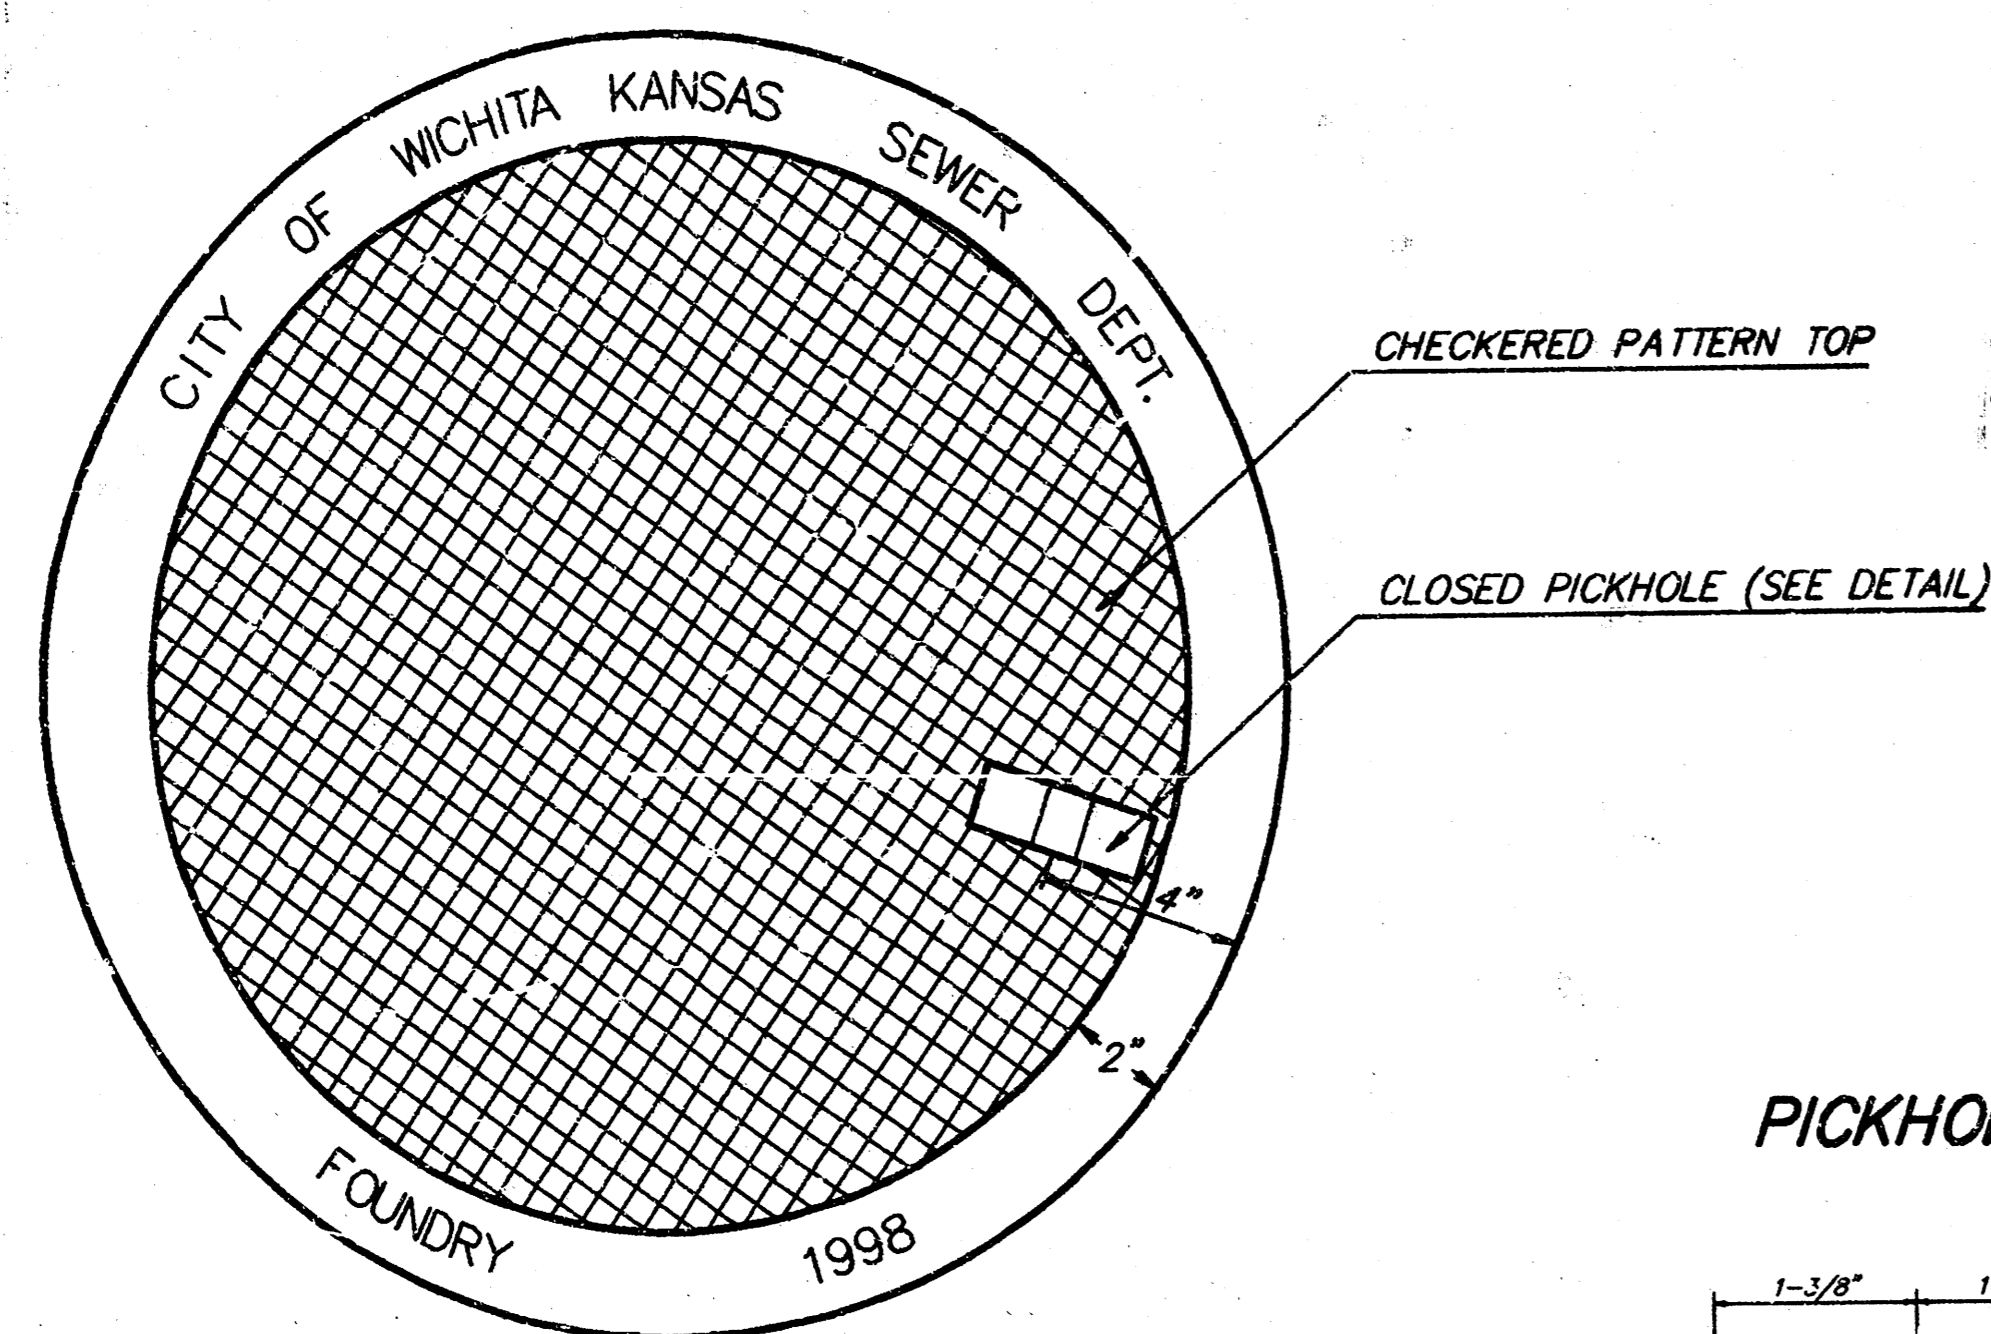 CITY OF WICHITA KANSAS SEWER DEPT.
CHECKERED PATTERN TOP
CLOSED PICKHOLE (SEE DETAIL)
4"
2"
FOUNDRY 1998
1-3/8"